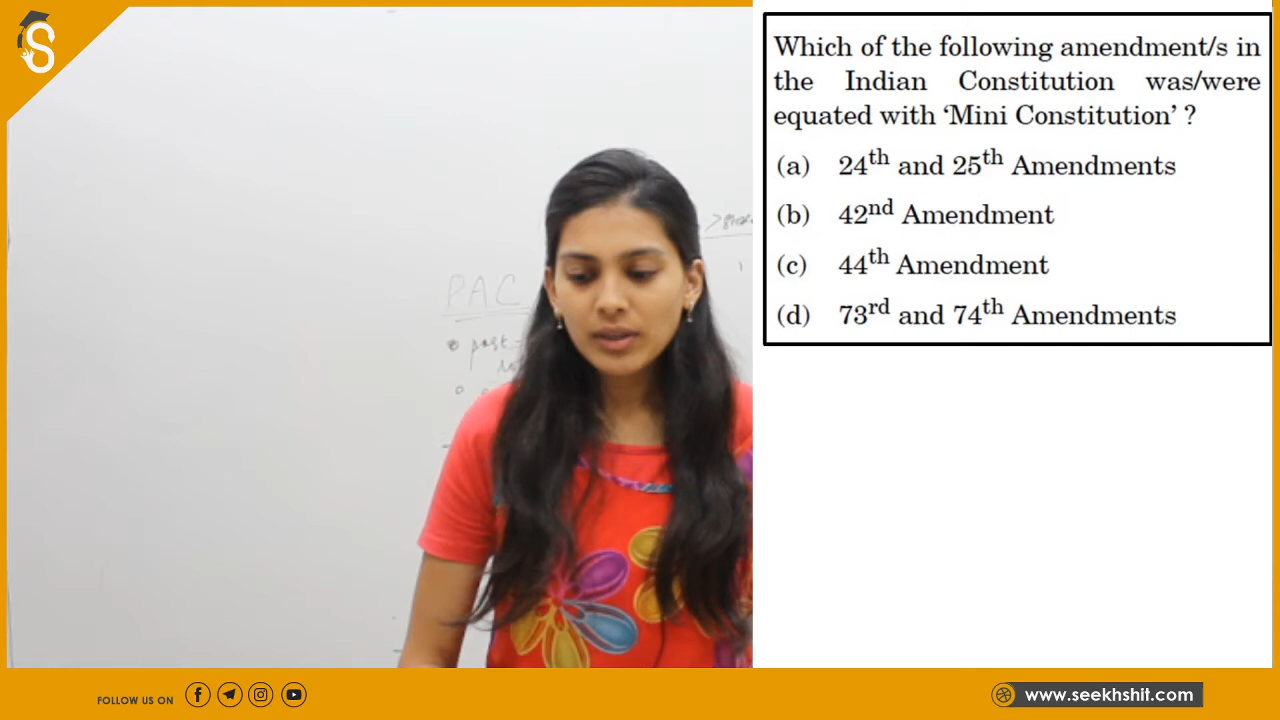 Which of the following amendment/s in
the Indian Constitution was/were
equated with ‘Mini Constitution’ ?
(a) 24th and 25th Amendments
(b) 42nd Amendment
(c) 44th Amendment
(d) 73rd and 74th Amendments
PAC
past
FOLLOW US ON
www.seekhshit.com